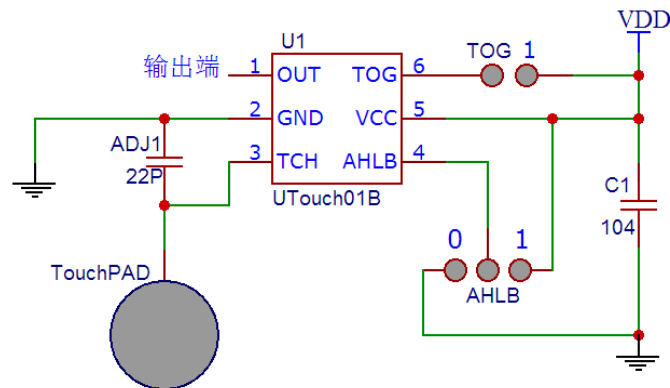 VDD
U1
TOG 1
输出端 1 OUT TOG 6
2 GND VCC 5
ADJ1
22P
3 TCH AHLB 4
UTouch01B
C1
104
0 1
AHLB
TouchPAD